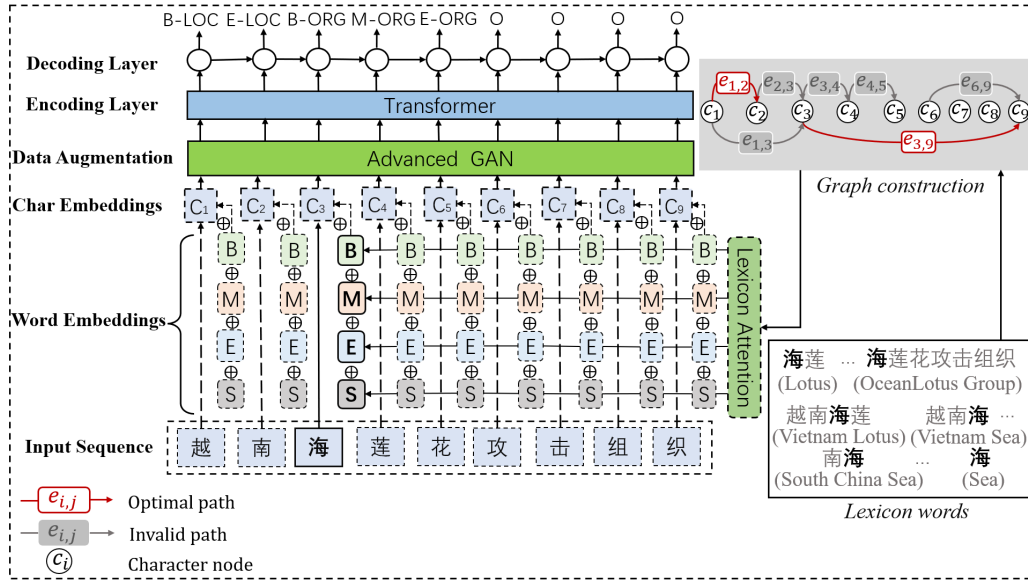 B-LOC E-LOC B-ORG M-ORG E-ORG O O O O
Decoding Layer
Encoding Layer
Transformer
Data Augmentation
Advanced GAN
Char Embeddings
C₁ C₂ C₃ C₄ C₅ C₆ C₇ C₈ C₉
⊕ ⊕ ⊕ ⊕ ⊕ ⊕ ⊕ ⊕
B B B B B B B B B
⊕ ⊕ ⊕ ⊕ ⊕ ⊕ ⊕ ⊕ ⊕
M M M M M M M M M
Word Embeddings
⊕ ⊕ ⊕ ⊕ ⊕ ⊕ ⊕ ⊕ ⊕
E E E E E E E E E
⊕ ⊕ ⊕ ⊕ ⊕ ⊕ ⊕ ⊕ ⊕
S S S S S S S S S
Lexicon Attention
Input Sequence
越 南 海 莲 花 攻 击 组 织
e₁,₂ e₂,₃ e₃,₄ e₄,₅ e₆,₉
c₁ c₂ c₃ c₄ c₅ c₆ c₇ c₈ c₉
e₁,₃ e₃,₉
Graph construction
海莲 ... 海莲花攻击组织
(Lotus) (OceanLotus Group)
越南海莲 越南海 ...
(Vietnam Lotus) (Vietnam Sea)
南海 ... 海
(South China Sea) (Sea)
Lexicon words
eᵢ,ⱼ Optimal path
eᵢ,ⱼ Invalid path
cᵢ Character node